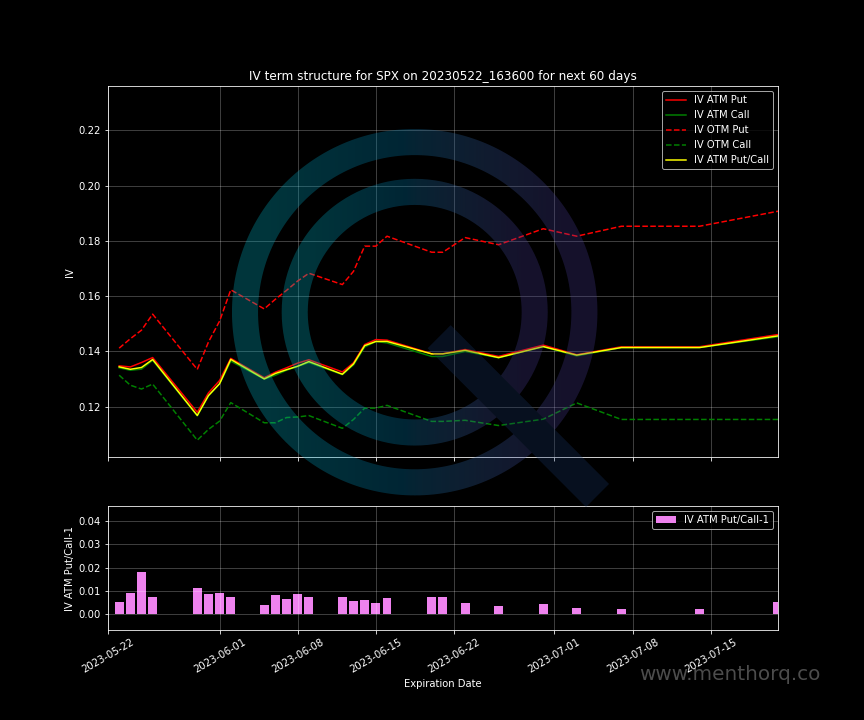 IV term structure for SPX on 20230522_163600 for next 60 days
IV ATM Put
IV ATM Call
IV OTM Put
IV OTM Call
IV ATM Put/Call
0.22
0.20
0.18
0.16
0.14
0.12
IV
IV ATM Put/Call-1
0.04
0.03
0.02
0.01
0.00
IV ATM Put/Call-1
2023-05-22
2023-06-01
2023-06-08
2023-06-15
2023-06-22
2023-07-01
2023-07-08
2023-07-15
www.menthorq.co
Expiration Date